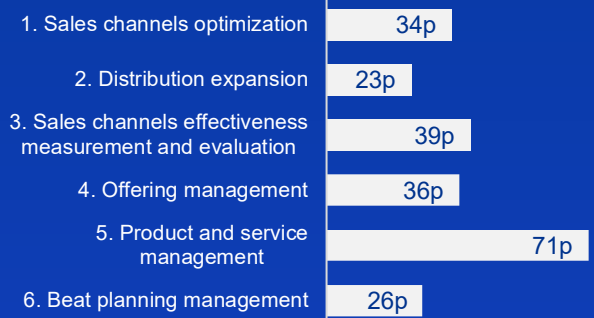 1. Sales channels optimization
34p
2. Distribution expansion
23p
3. Sales channels effectiveness
measurement and evaluation
39p
4. Offering management
36p
5. Product and service
management
71p
6. Beat planning management
26p